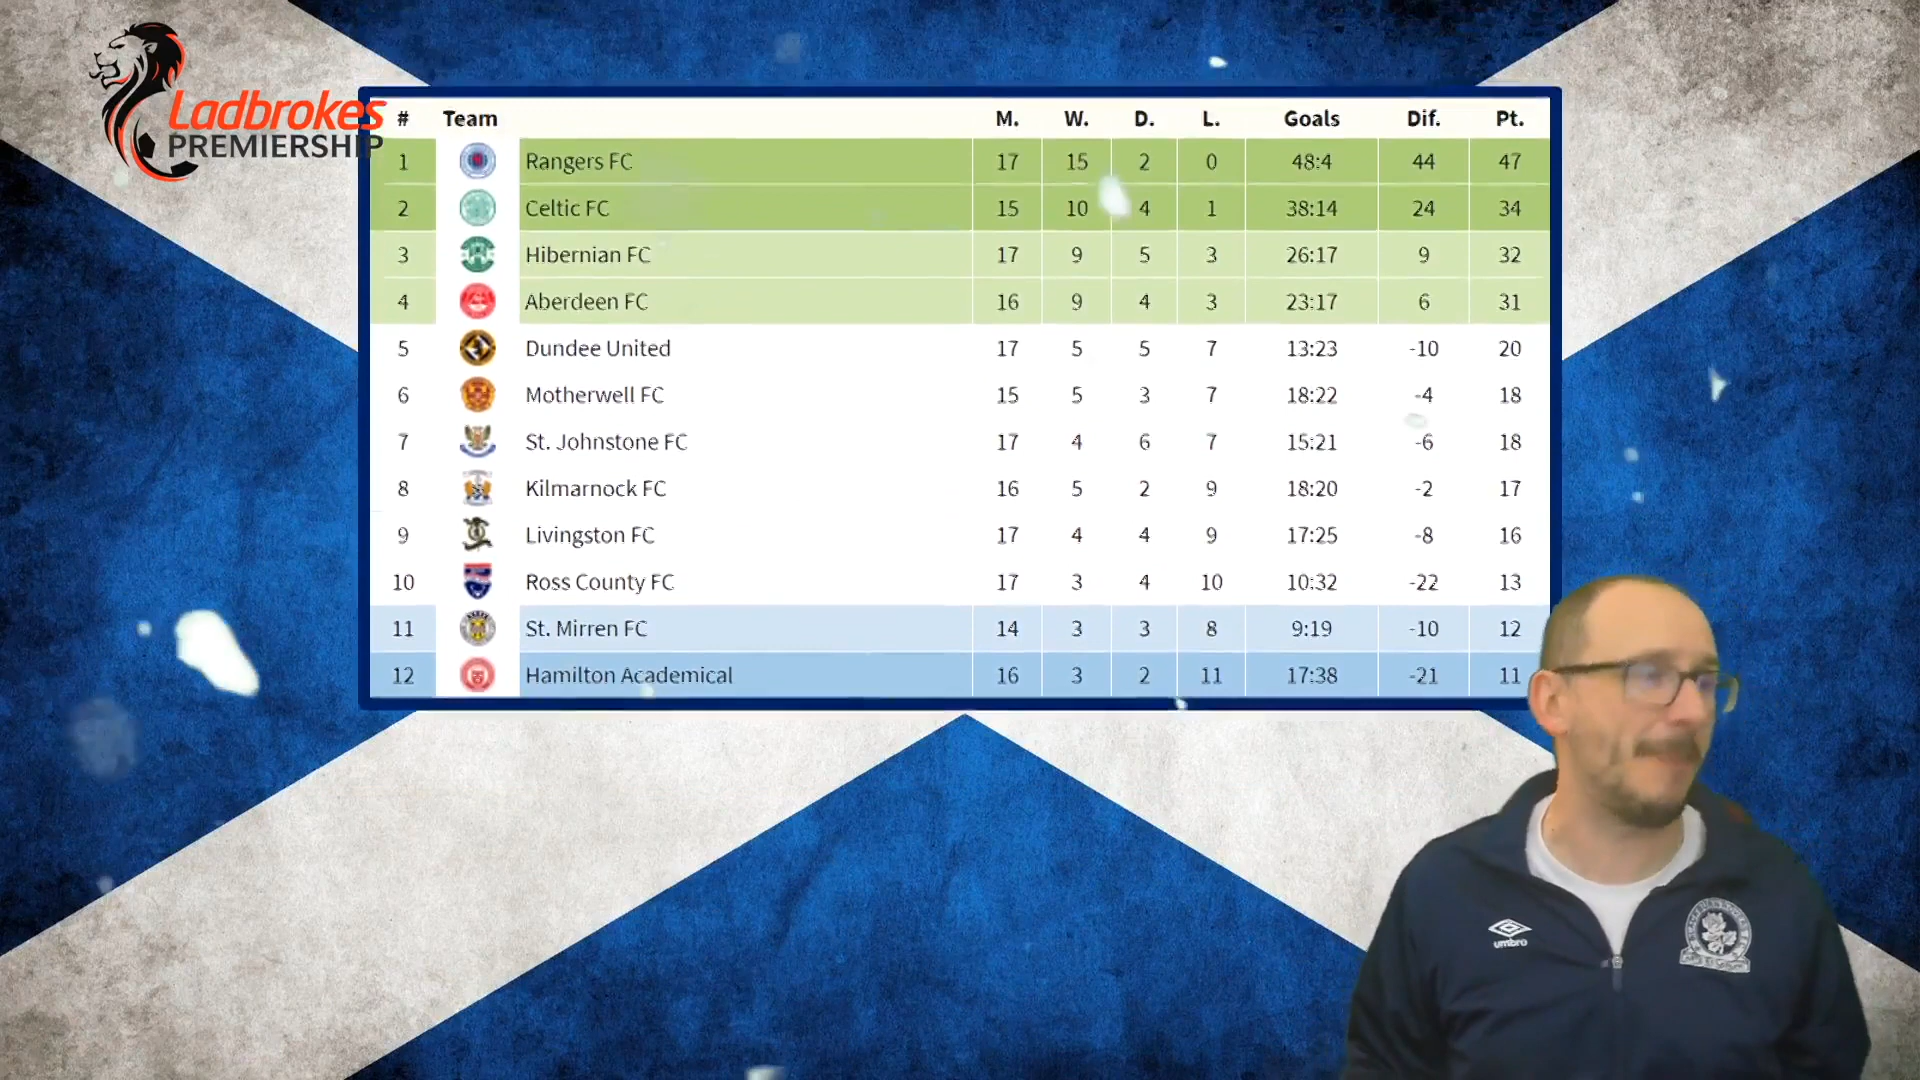 Ladbrokes
PREMIERSHIP
# Team M. W. D. L. Goals Dif. Pt.
1 Rangers FC 17 15 2 0 48:4 44 47
2 Celtic FC 15 10 4 1 38:14 24 34
3 Hibernian FC 17 9 5 3 26:17 9 32
4 Aberdeen FC 16 9 4 3 23:17 6 31
5 Dundee United 17 5 5 7 13:23 -10 20
6 Motherwell FC 15 5 3 7 18:22 -4 18
7 St. Johnstone FC 17 4 6 7 15:21 -6 18
8 Kilmarnock FC 16 5 2 9 18:20 -2 17
9 Livingston FC 17 4 4 9 17:25 -8 16
10 Ross County FC 17 3 4 10 10:32 -22 13
11 St. Mirren FC 14 3 3 8 9:19 -10 12
12 Hamilton Academical 16 3 2 11 17:38 -21 11
umbro